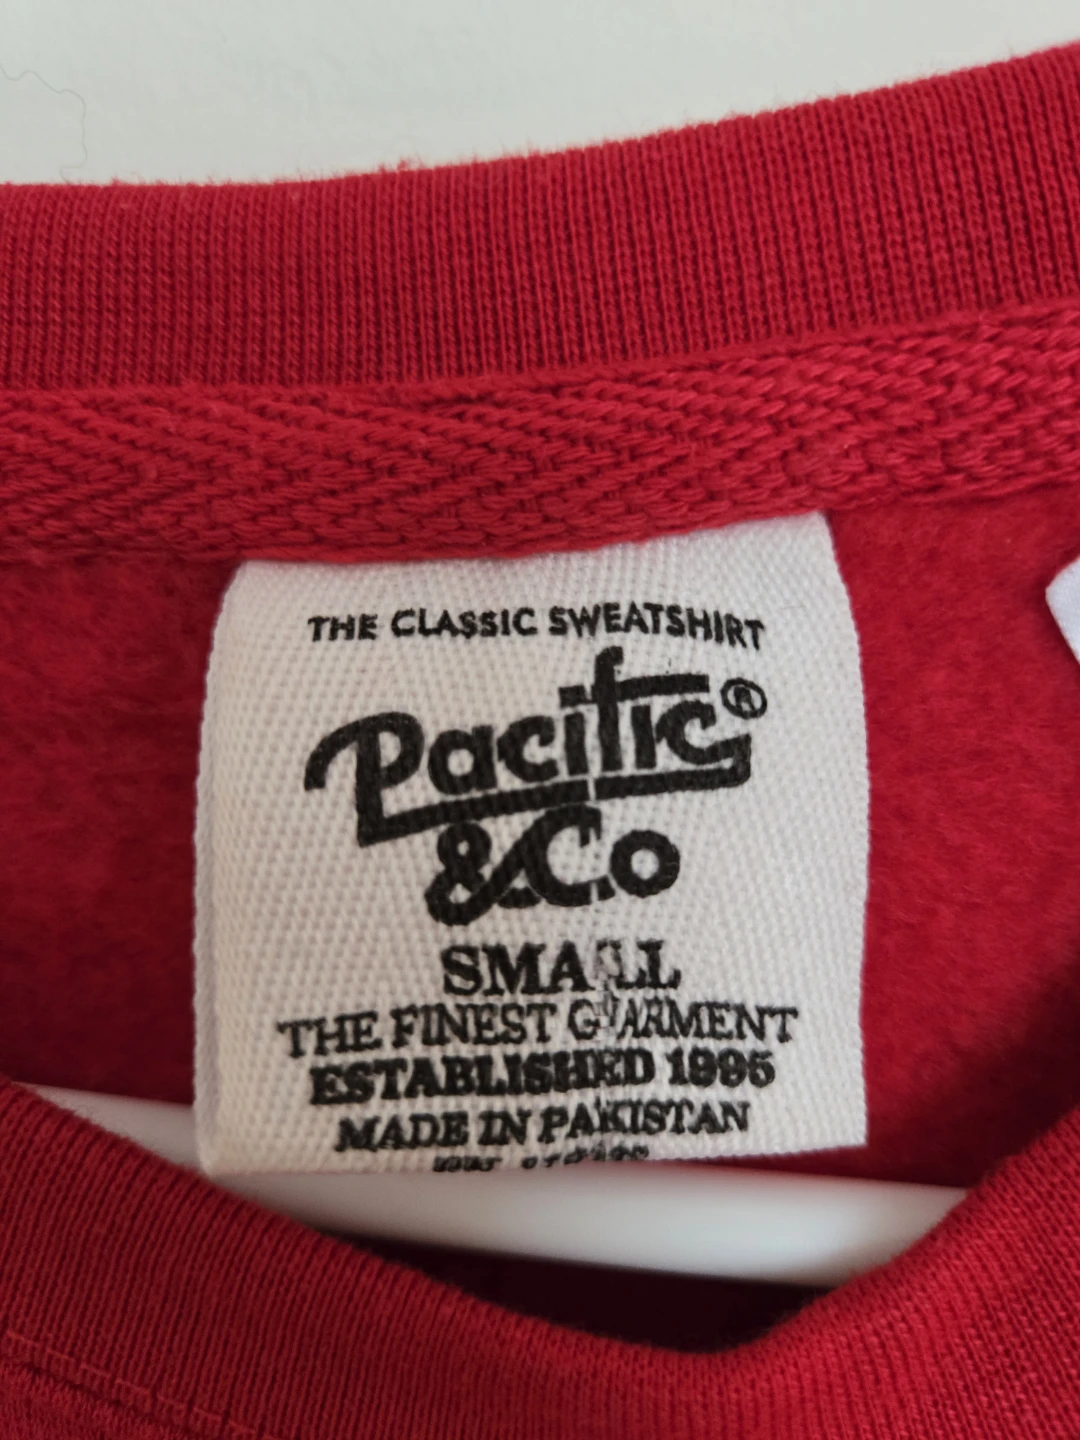 THE CLASSIC SWEATSHIRT
Pacific®
&Co
SMALL
THE FINEST GARMENT
ESTABLISHED 1995
MADE IN PAKISTAN